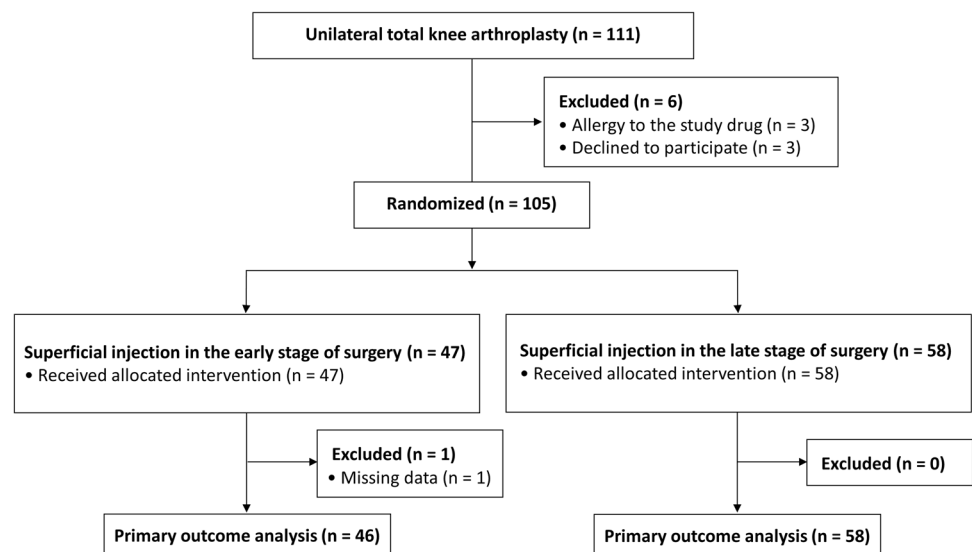 Unilateral total knee arthroplasty (n = 111)
Excluded (n = 6)
• Allergy to the study drug (n = 3)
• Declined to participate (n = 3)
Randomized (n = 105)
Superficial injection in the early stage of surgery (n = 47)
• Received allocated intervention (n = 47)
Superficial injection in the late stage of surgery (n = 58)
• Received allocated intervention (n = 58)
Excluded (n = 1)
• Missing data (n = 1)
Excluded (n = 0)
Primary outcome analysis (n = 46)
Primary outcome analysis (n = 58)